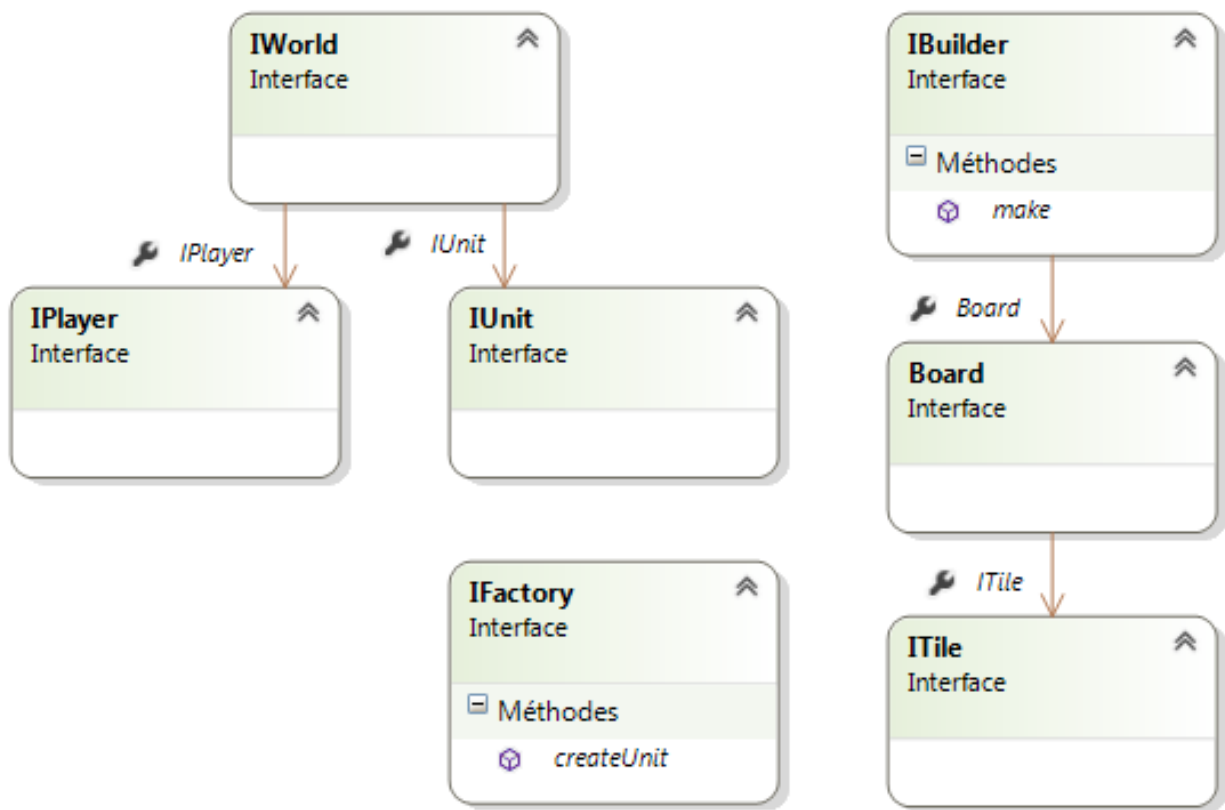 IWorld
Interface
IBuilder
Interface
Méthodes
make
IPlayer
IUnit
IPlayer
Interface
IUnit
Interface
Board
Board
Interface
IFactory
Interface
Méthodes
createUnit
ITile
ITile
Interface